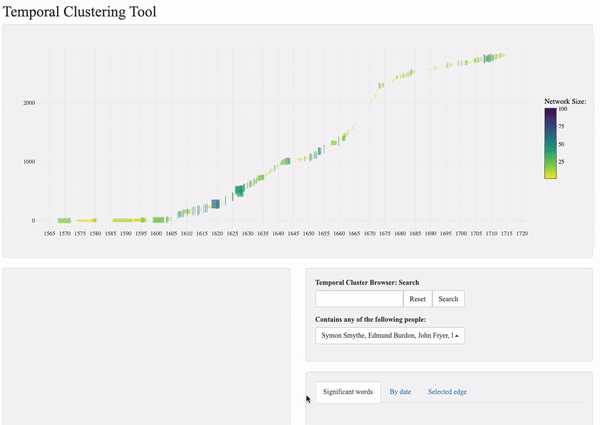 Temporal Clustering Tool
Network Size:
100
75
50
25
2000
1000
0
1565 1570 1575 1580 1585 1590 1595 1600 1605 1610 1615 1620 1625 1630 1635 1640 1645 1650 1655 1660 1665 1670 1675 1680 1685 1690 1695 1700 1705 1710 1715 1720
Temporal Cluster Browser: Search
Reset Search
Contains any of the following people:
Symon Smythe, Edmund Burdon, John Fryer,
Significant words By date Selected edge